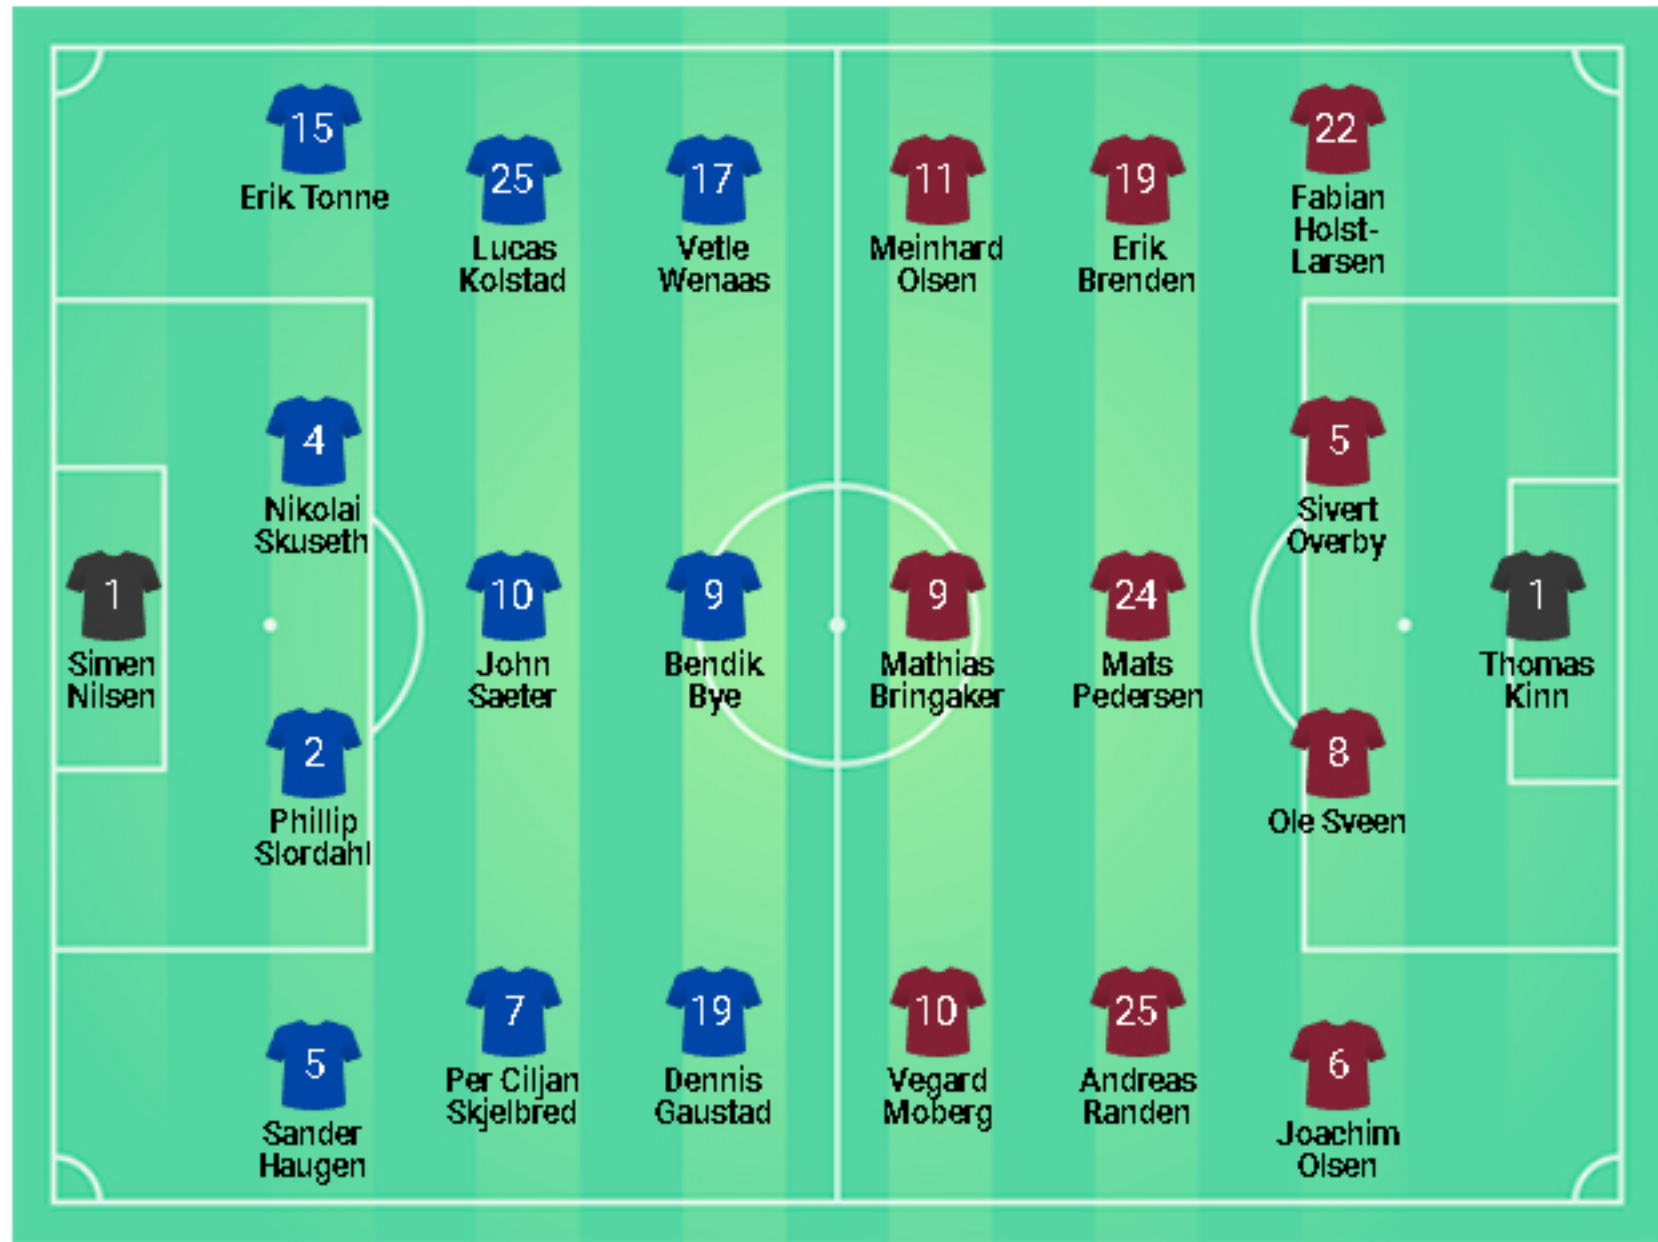 15
Erik Tonne
25
Lucas
Kolstad
17
Vetle
Wenaas
11
Meinhard
Olsen
19
Erik
Brenden
22
Fabian
Holst-
Larsen
4
Nikolai
Skuseth
5
Sivert
Overby
1
Simen
Nilsen
10
John
Saeter
9
Bendik
Bye
9
Mathias
Bringaker
24
Mats
Pedersen
1
Thomas
Kinn
2
Phillip
Slordahl
8
Ole Sveen
5
Sander
Haugen
7
Per Ciljan
Skjelbred
19
Dennis
Gaustad
10
Vegard
Moberg
25
Andreas
Randen
6
Joachim
Olsen